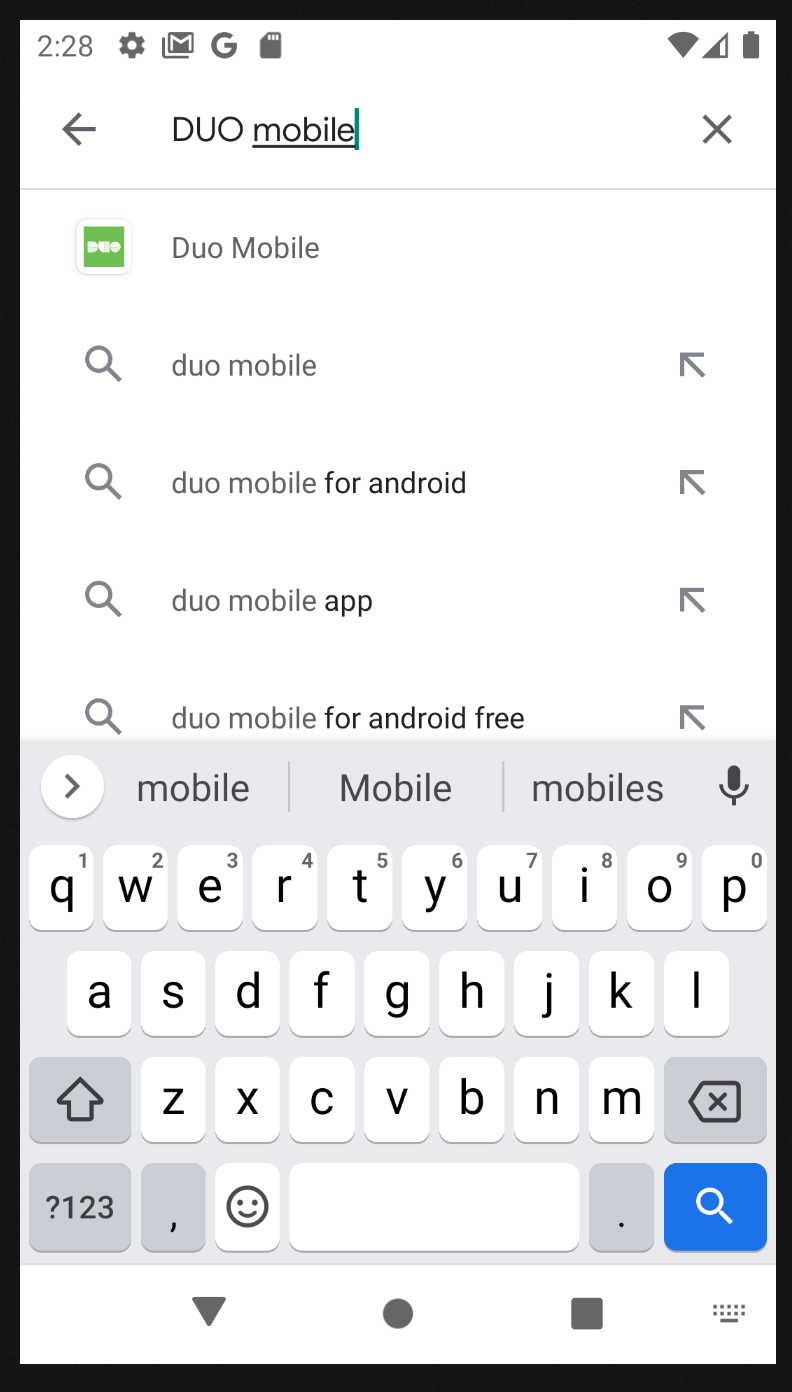 2:28
DUO mobile
DUO Duo Mobile
duo mobile
duo mobile for android
duo mobile app
duo mobile for android free
mobile Mobile mobiles
1 2 3 4 5 6 7 8 9 0
q w e r t y u i o p
a s d f g h j k l
z x c v b n m
?123 , .